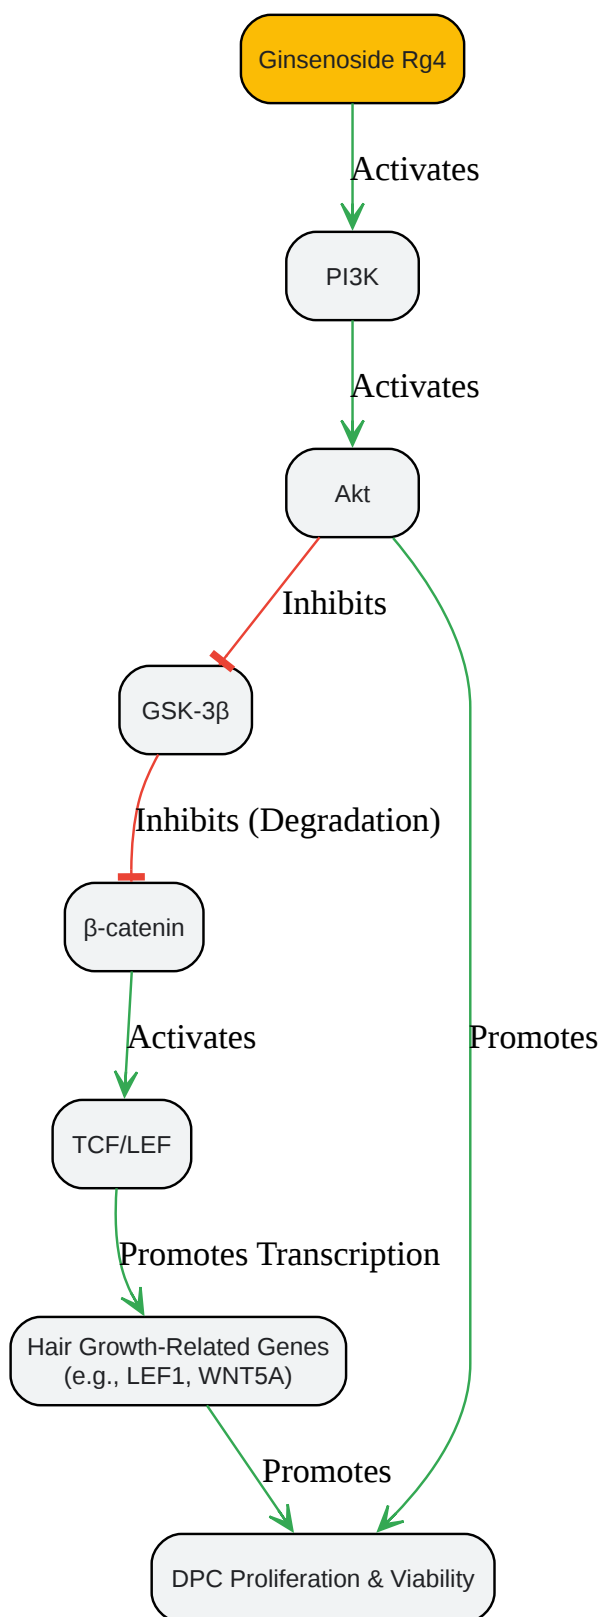 Ginsenoside Rg4
Activates
PI3K
Activates
Akt
Inhibits
GSK-3β
Inhibits (Degradation)
β-catenin
Activates
Promotes
TCF/LEF
Promotes Transcription
Hair Growth-Related Genes
(e.g., LEF1, WNT5A)
Promotes
DPC Proliferation & Viability